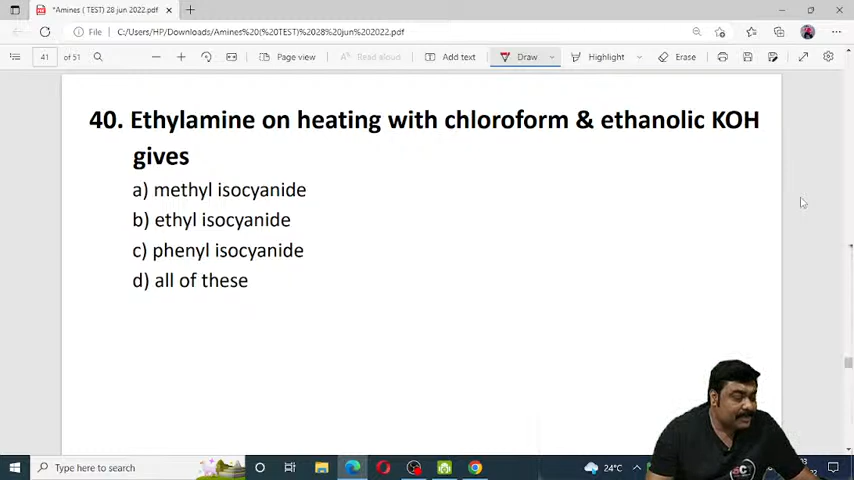 *Amines ( TEST) 28 jun 2022.pdf
File
C:/Users/HP/Downloads/Amines%20(%20TEST)%2028%20jun%202022.pdf
41 of 51
Page view
Read aloud
Add text
Draw
Highlight
Erase
40. Ethylamine on heating with chloroform & ethanolic KOH
gives
a) methyl isocyanide
b) ethyl isocyanide
c) phenyl isocyanide
d) all of these
Type here to search
24°C